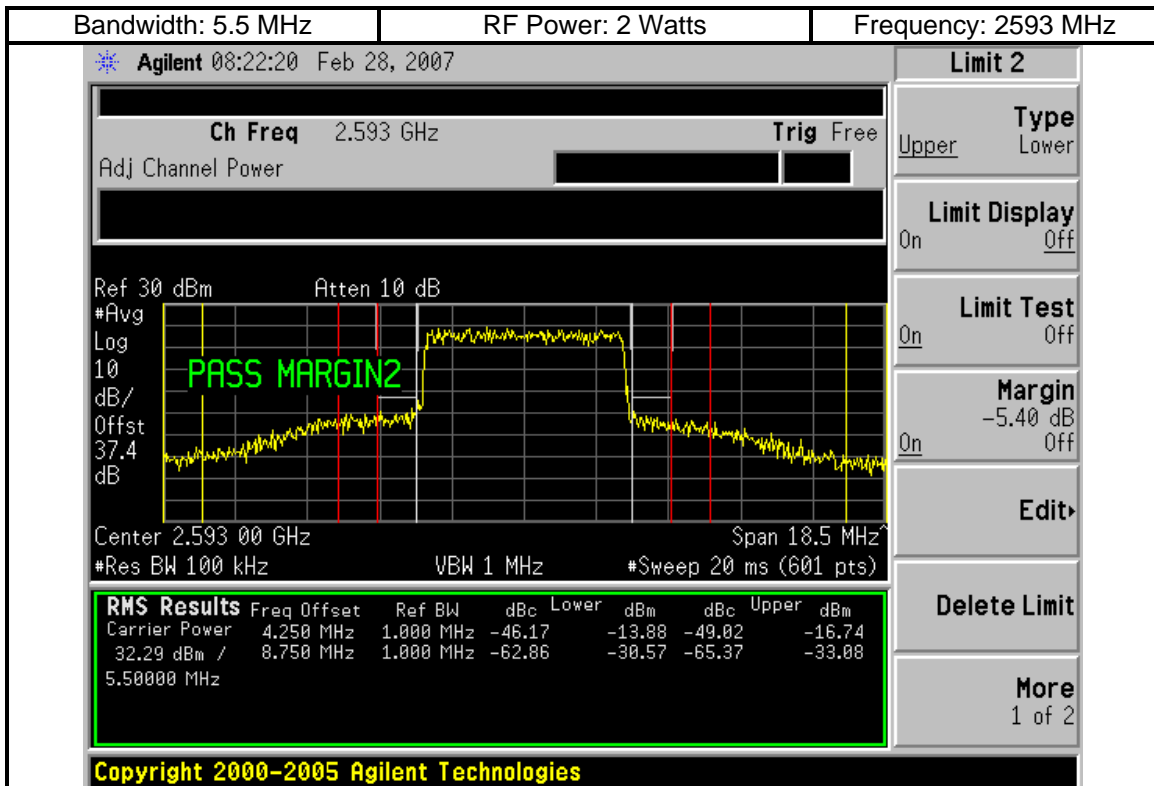 Bandwidth: 5.5 MHz RF Power: 2 Watts Frequency: 2593 MHz
Agilent 08:22:20 Feb 28, 2007 Limit 2
Ch Freq 2.593 GHz Trig Free
Adj Channel Power
Type
Upper Lower
Limit Display
On Off
Limit Test
On Off
Margin
-5.40 dB
On Off
Edit
Delete Limit
More
1 of 2
Ref 30 dBm Atten 10 dB
#Avg
Log
10
dB/
Offst
37.4
dB
PASS MARGIN2
Center 2.593 00 GHz Span 18.5 MHz^
#Res BW 100 kHz VBW 1 MHz #Sweep 20 ms (601 pts)
RMS Results Freq Offset Ref BW dBc Lower dBm dBc Upper dBm
Carrier Power 4.250 MHz 1.000 MHz -46.17 -13.88 -49.02 -16.74
32.29 dBm / 8.750 MHz 1.000 MHz -62.86 -30.57 -65.37 -33.08
5.50000 MHz
Copyright 2000-2005 Agilent Technologies